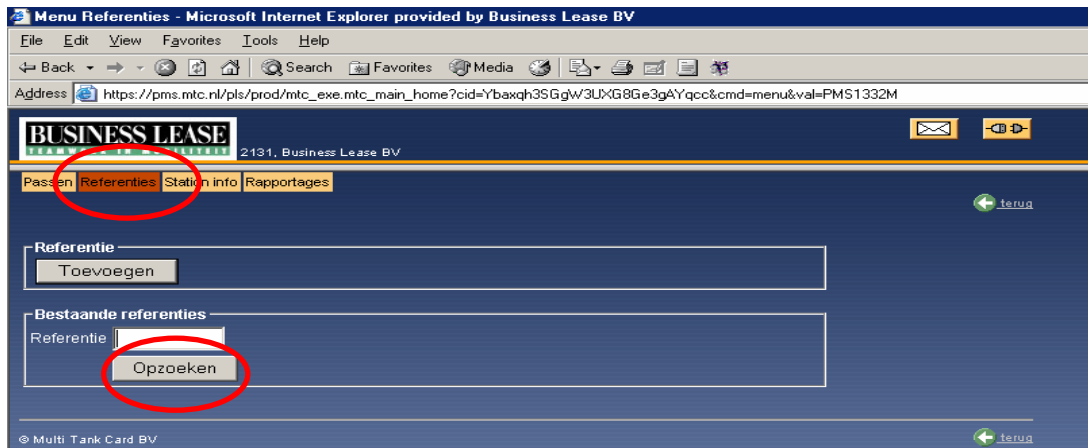 Menu Referenties - Microsoft Internet Explorer provided by Business Lease BV
File Edit View Favorites Tools Help
Back Search Favorites Media
Address https://pms.mtc.nl/pls/prod/mtc_exe.mtc_main_home?cid=Ybaxqh3SGgW3UXG8Ge3gAYqcc&cmd=menu&val=PMS1332M
BUSINESS LEASE
TEAMWORK IN MOBILITEIT 2131, Business Lease BV
Passen Referenties Station info Rapportages
terug
Referentie
Toevoegen
Bestaande referenties
Referentie
Opzoeken
© Multi Tank Card BV terug